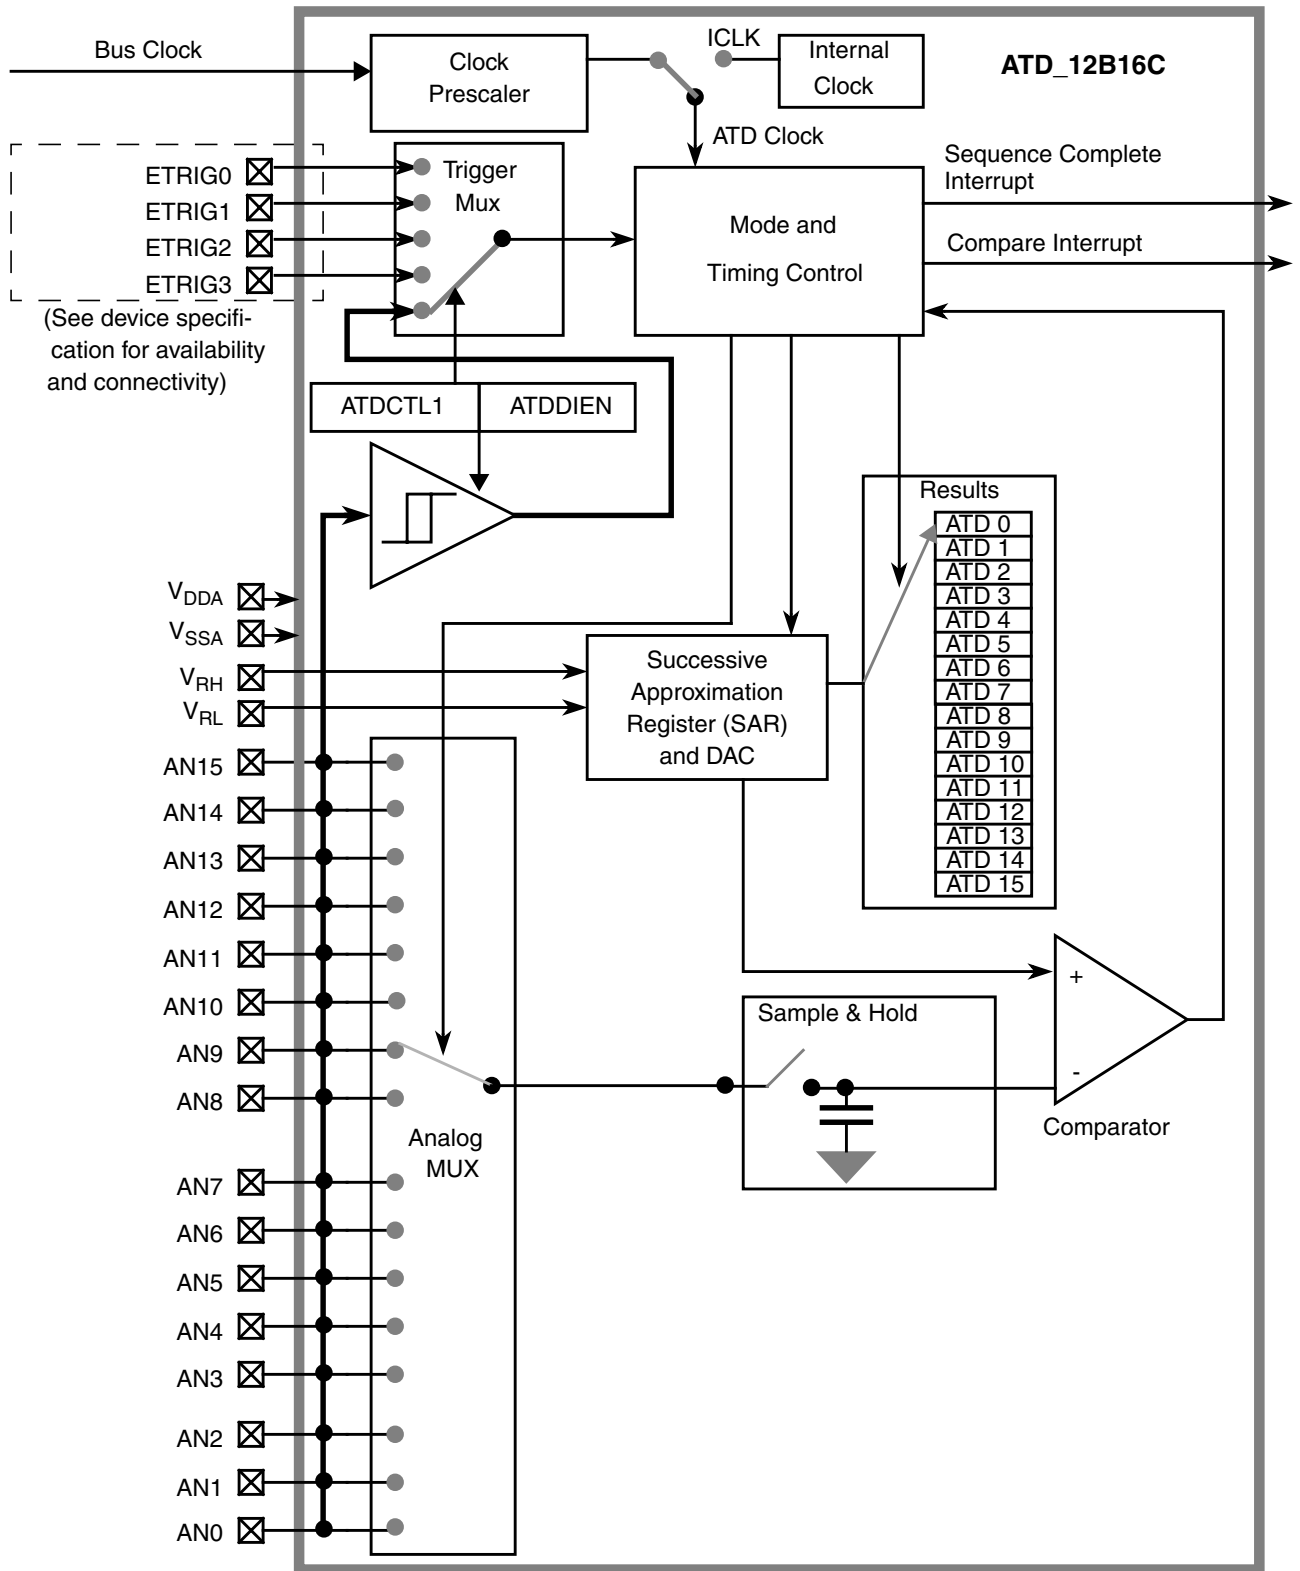 Bus Clock
Clock
Prescaler
ICLK
Internal
Clock
ATD_12B16C
ATD Clock
ETRIG0
ETRIG1
ETRIG2
ETRIG3
(See device specifi-
cation for availability
and connectivity)
Trigger
Mux
Mode and
Timing Control
Sequence Complete
Interrupt
Compare Interrupt
ATDCTL1
ATDDIEN
Results
ATD 0
ATD 1
ATD 2
ATD 3
ATD 4
ATD 5
ATD 6
ATD 7
ATD 8
ATD 9
ATD 10
ATD 11
ATD 12
ATD 13
ATD 14
ATD 15
VDDA
VSSA
VRH
VRL
Successive
Approximation
Register (SAR)
and DAC
AN15
AN14
AN13
AN12
AN11
AN10
AN9
AN8
AN7
AN6
AN5
AN4
AN3
AN2
AN1
AN0
Analog
MUX
Sample & Hold
+
-
Comparator